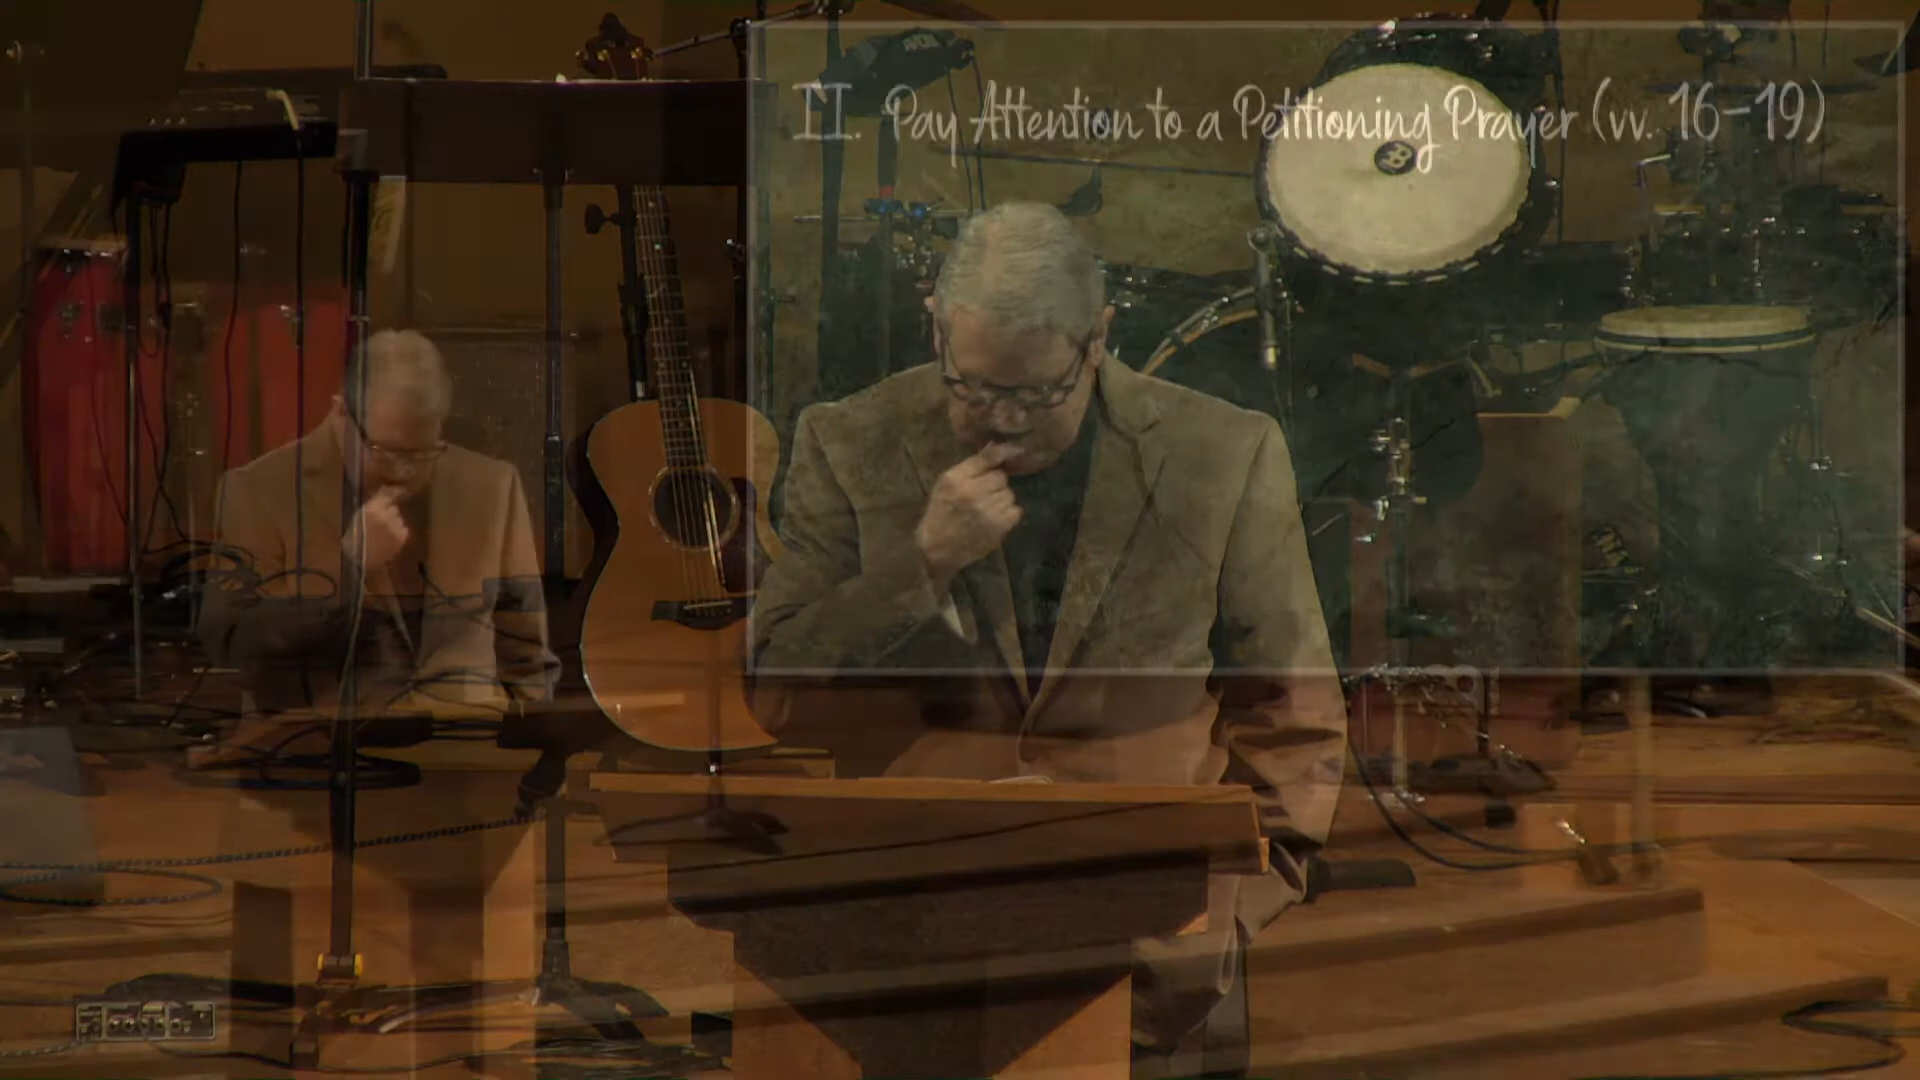 II. Pay Attention to a Petitioning Prayer (vv. 16-19)